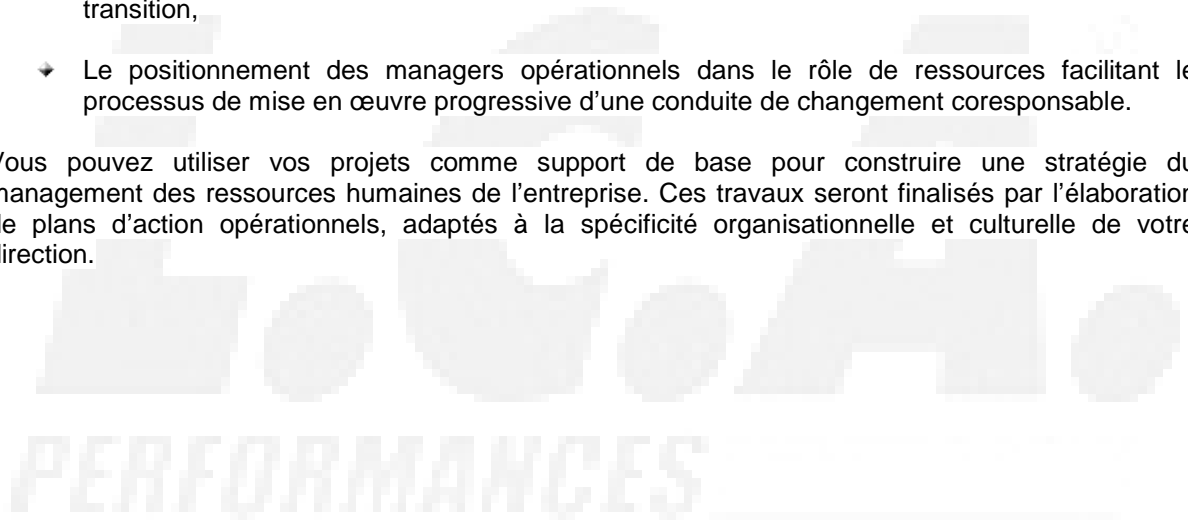 transition,
Le positionnement des managers opérationnels dans le rôle de ressources facilitant le
processus de mise en œuvre progressive d’une conduite de changement coresponsable.
Vous pouvez utiliser vos projets comme support de base pour construire une stratégie du
management des ressources humaines de l’entreprise. Ces travaux seront finalisés par l’élaboration
de plans d’action opérationnels, adaptés à la spécificité organisationnelle et culturelle de votre
direction.
I.C.A.
PERFORMANCES